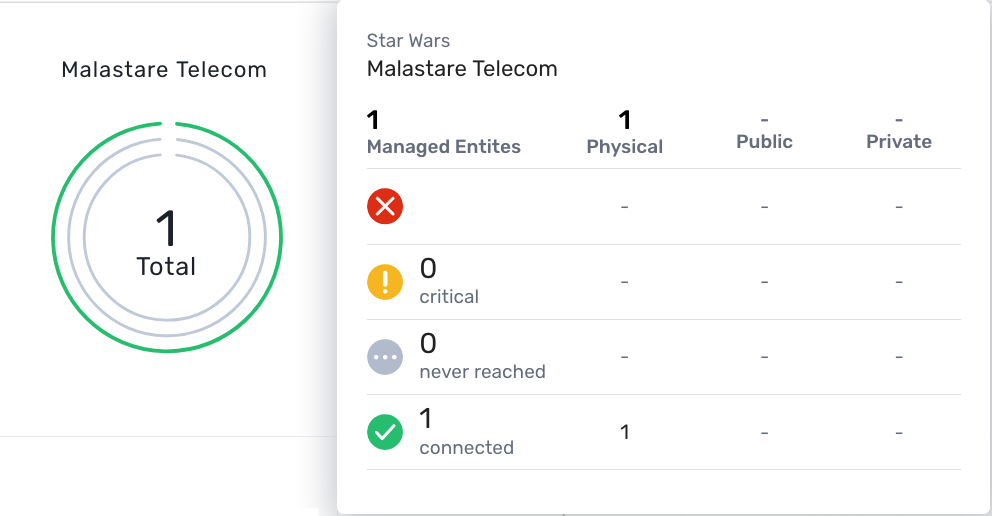 Malastare Telecom
1
Total
Star Wars
Malastare Telecom
1 1 - -
Managed Entites Physical Public Private
- - -
0
critical - - -
0
never reached - - -
1
connected 1 - -